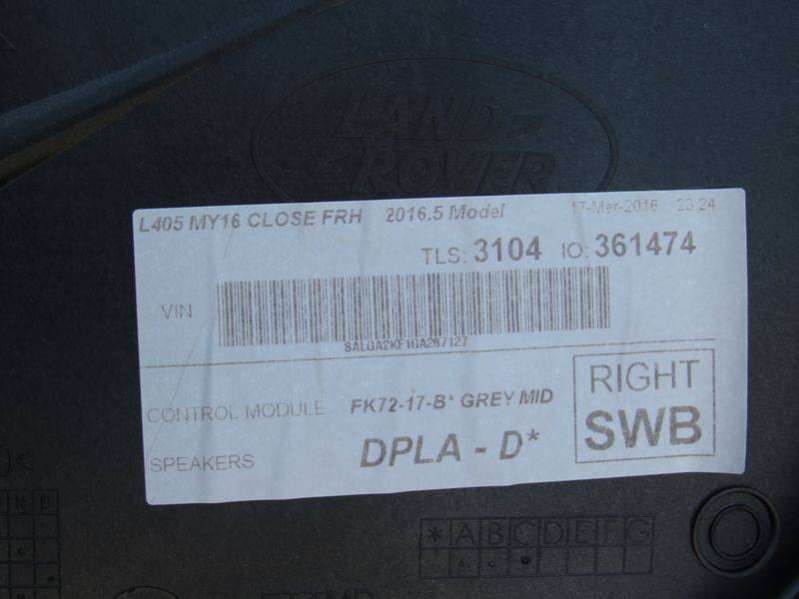 LAND
ROVER
L405 MY16 CLOSE FRH 2016.5 Model 17-Mar-2016 23:24
TLS: 3104 IO: 361474
VIN
SALGA2KF1GA287127
CONTROL MODULE FK72-17-B* GREY MID
SPEAKERS DPLA - D*
RIGHT
SWB
* A B C D E F G